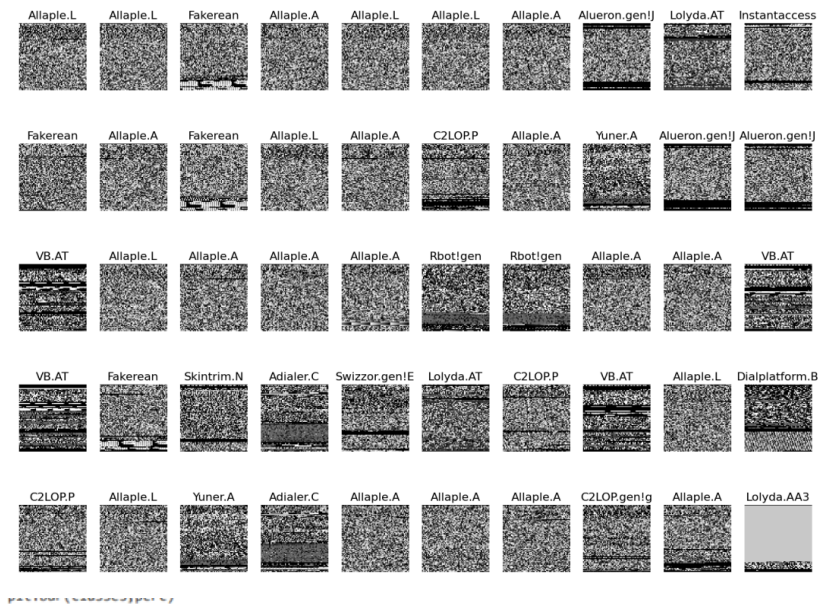 Allaple.L Allaple.L Fakerean Allaple.A Allaple.L Allaple.L Allaple.A Alueron.gen!J Lolyda.AT Instantaccess
Fakerean Allaple.A Fakerean Allaple.L Allaple.A C2LOP.P Allaple.A Yuner.A Alueron.gen!J Alueron.gen!J
VB.AT Allaple.L Allaple.A Allaple.A Allaple.A Rbot!gen Rbot!gen Allaple.A Allaple.A VB.AT
VB.AT Fakerean Skintrim.N Adialer.C Swizzor.gen!E Lolyda.AT C2LOP.P VB.AT Allaple.L Dialplatform.B
C2LOP.P Allaple.L Yuner.A Adialer.C Allaple.A Allaple.A Allaple.A C2LOP.gen!g Allaple.A Lolyda.AA3